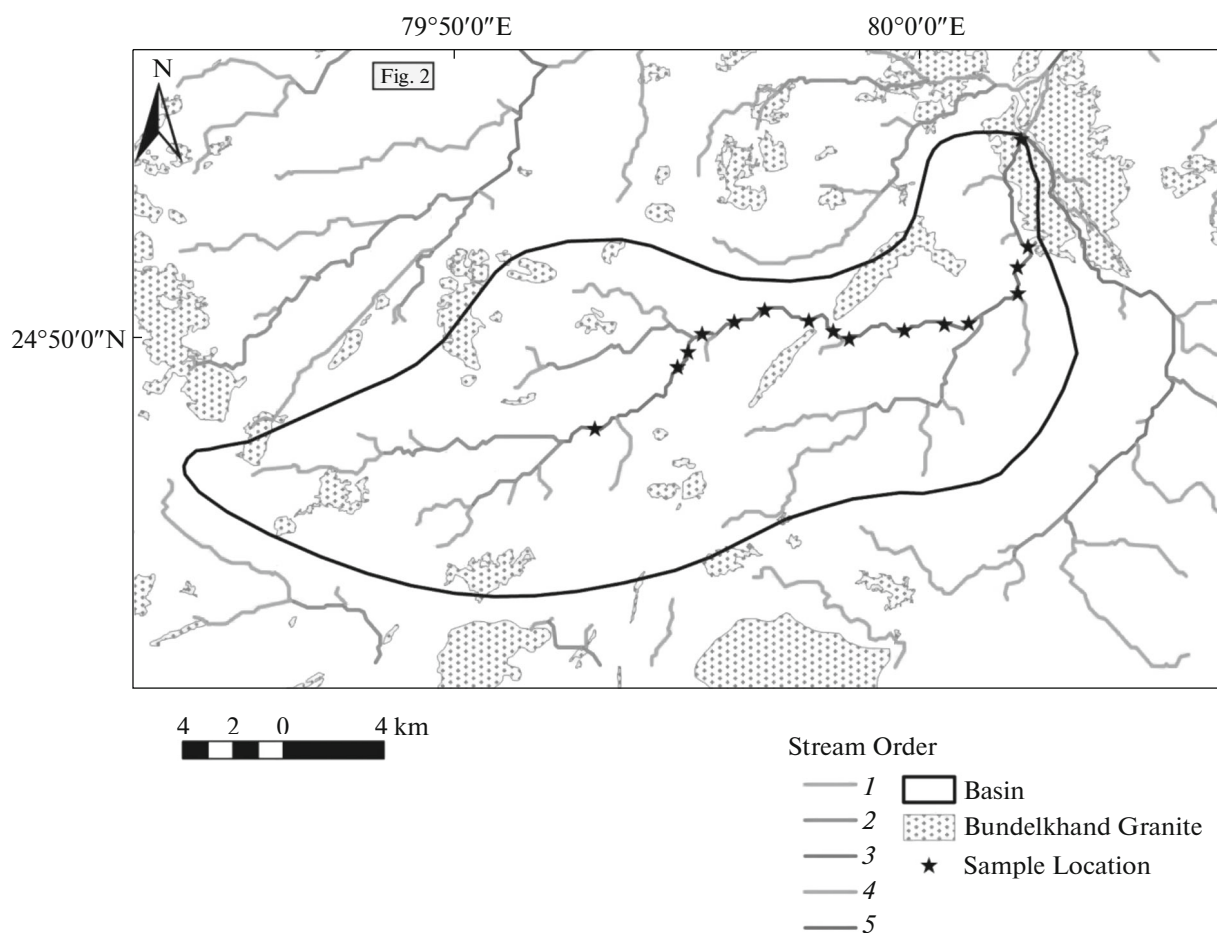 79°50′0″E 80°0′0″E
N
Fig. 2
24°50′0″N
4 2 0 4 km
Stream Order
1
2
3
4
5
Basin
Bundelkhand Granite
Sample Location